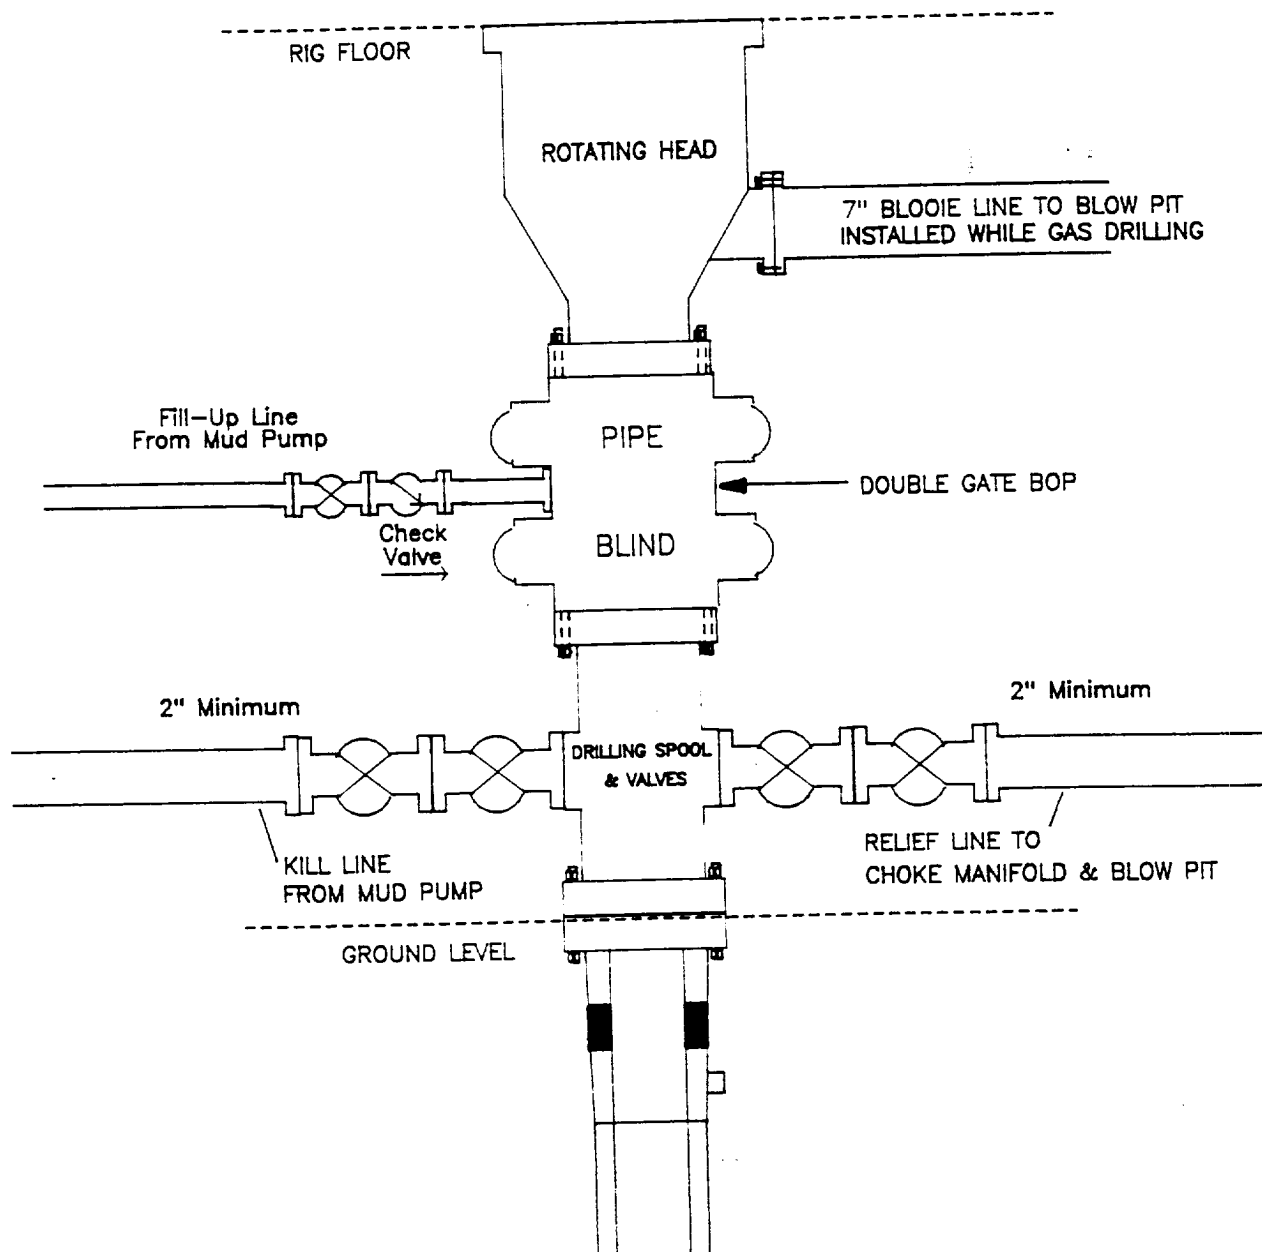 RIG FLOOR
ROTATING HEAD
7" BLOOIE LINE TO BLOW PIT
INSTALLED WHILE GAS DRILLING
Fill-Up Line
From Mud Pump
PIPE
DOUBLE GATE BOP
Check
Valve
BLIND
2" Minimum
2" Minimum
DRILLING SPOOL
& VALVES
KILL LINE
FROM MUD PUMP
RELIEF LINE TO
CHOKE MANIFOLD & BLOW PIT
GROUND LEVEL